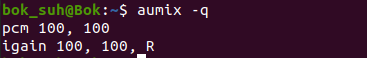 bok_suh@Bok:~$ aumix -q
pcm 100, 100
igain 100, 100, R